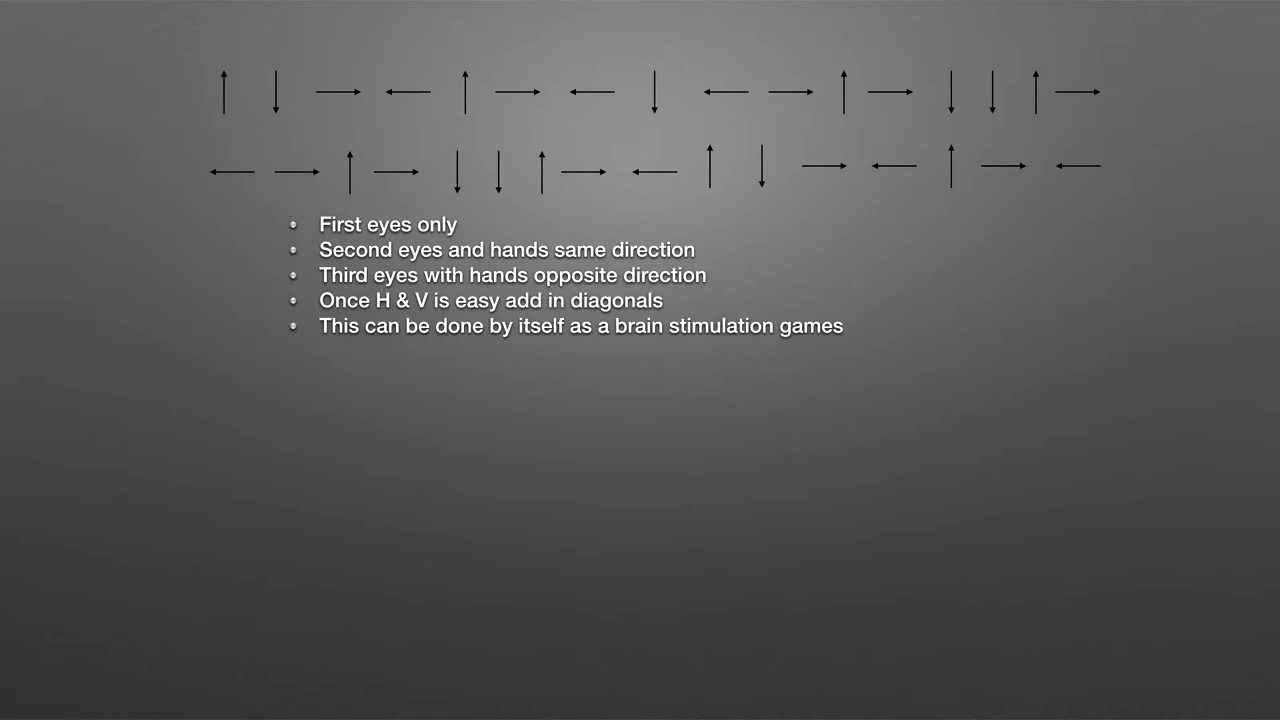 First eyes only
Second eyes and hands same direction
Third eyes with hands opposite direction
Once H & V is easy add in diagonals
This can be done by itself as a brain stimulation games